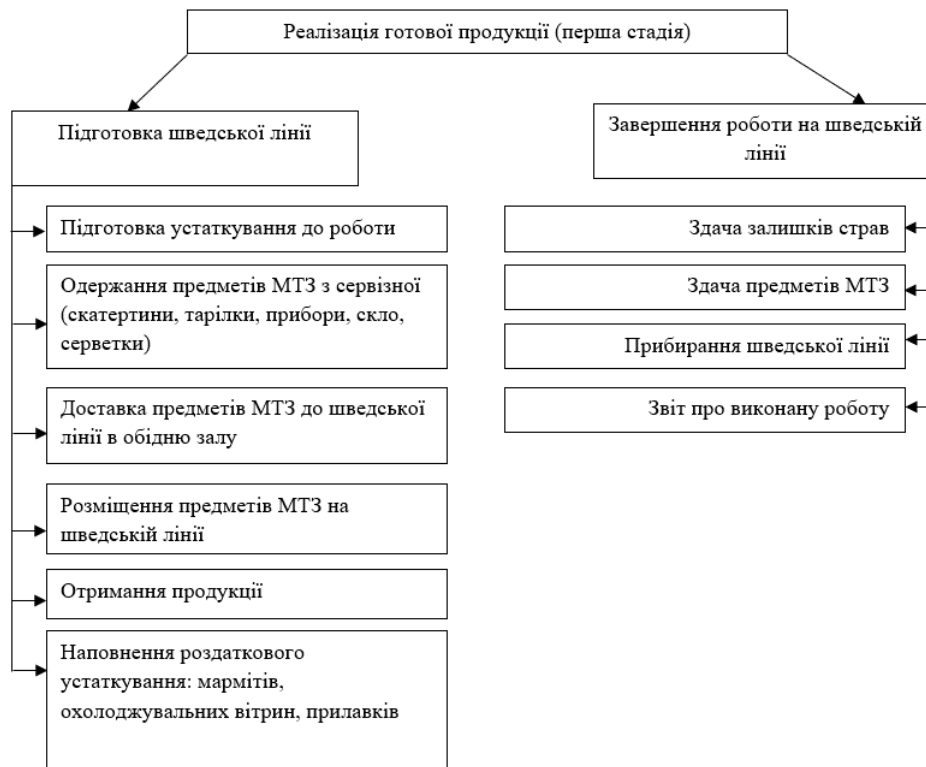 Реалізація готової продукції (перша стадія)
Підготовка шведської лінії
Підготовка устаткування до роботи
Одержання предметів МТЗ з сервізної
(скатертини, тарілки, прибори, скло,
серветки)
Доставка предметів МТЗ до шведської
лінії в обідню залу
Розміщення предметів МТЗ на
шведській лінії
Отримання продукції
Наповнення роздаткового
устаткування: мармітів,
охолоджувальних вітрин, прилавків
Завершення роботи на шведській
лінії
Здача залишків страв
Здача предметів МТЗ
Прибирання шведської лінії
Звіт про виконану роботу